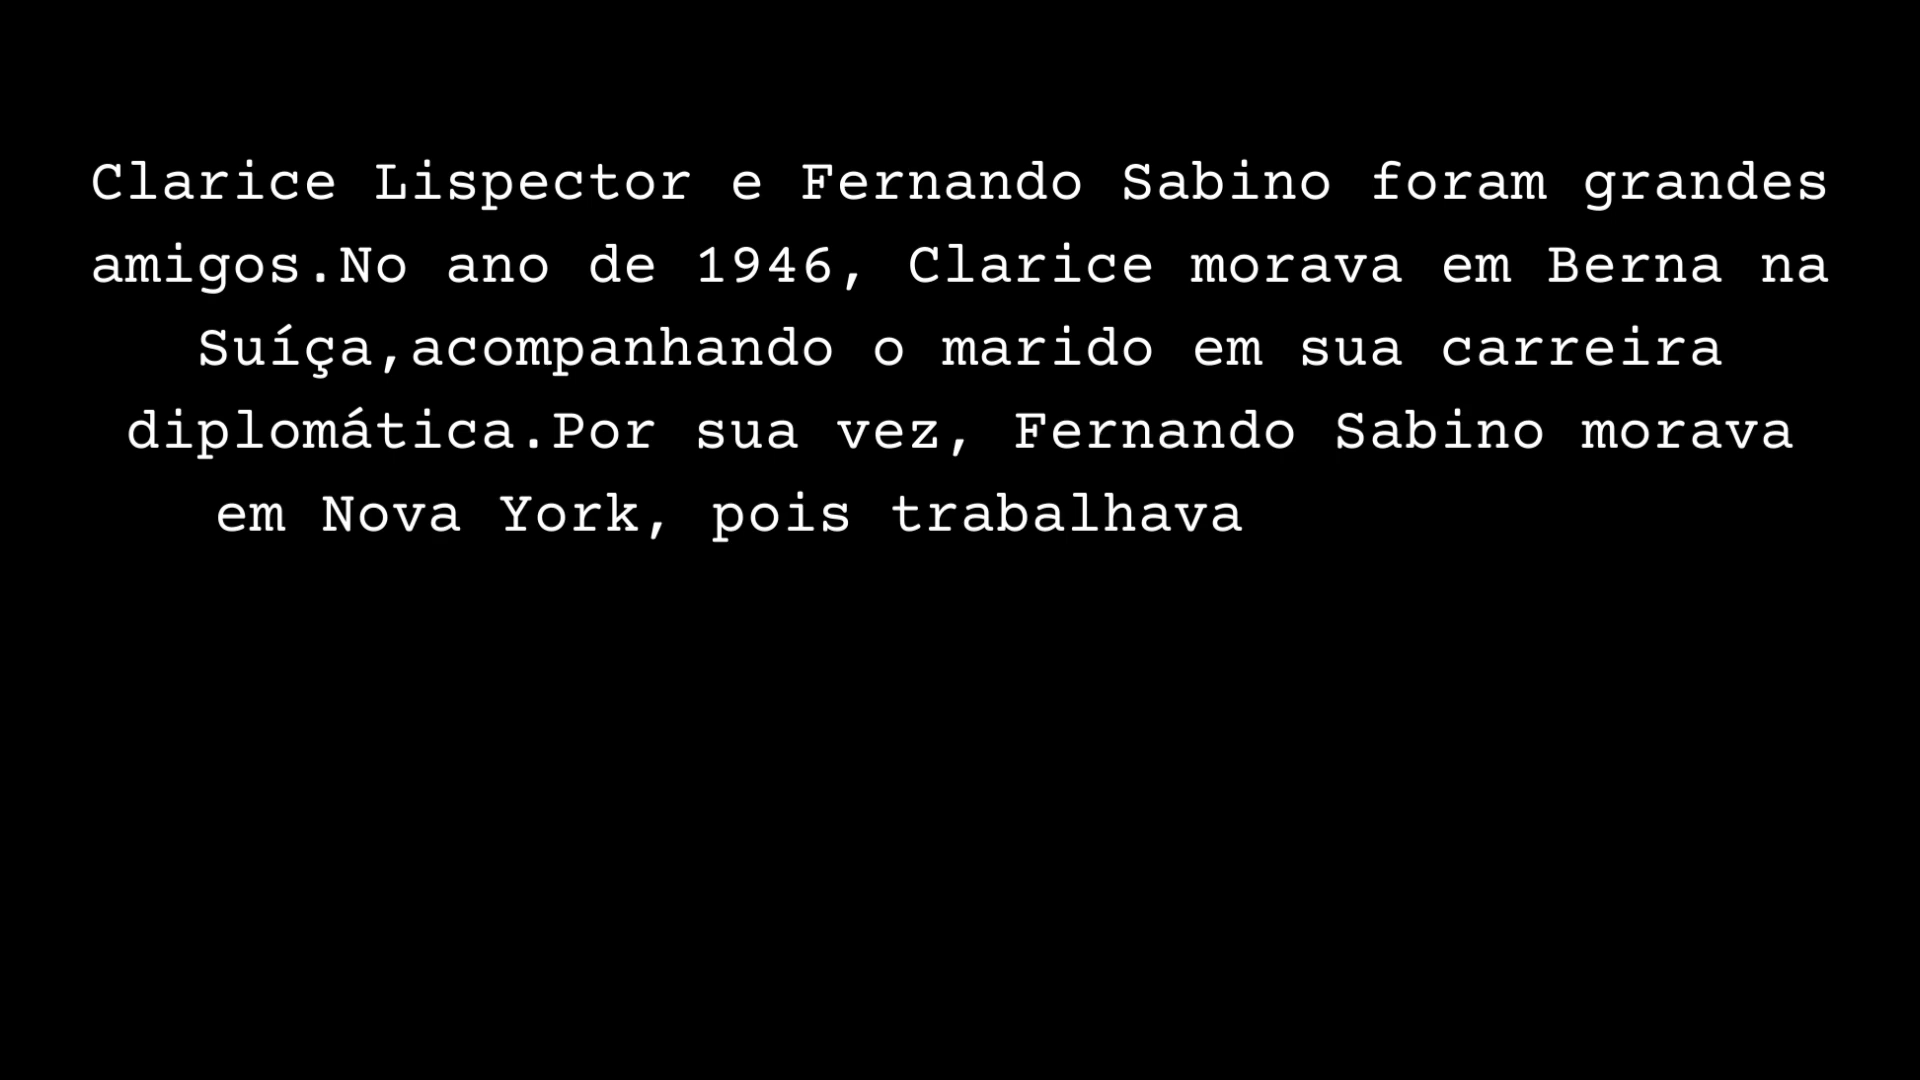 Clarice Lispector e Fernando Sabino foram grandes
amigos.No ano de 1946, Clarice morava em Berna na
Suíça,acompanhando o marido em sua carreira
diplomática.Por sua vez, Fernando Sabino morava
em Nova York, pois trabalhava